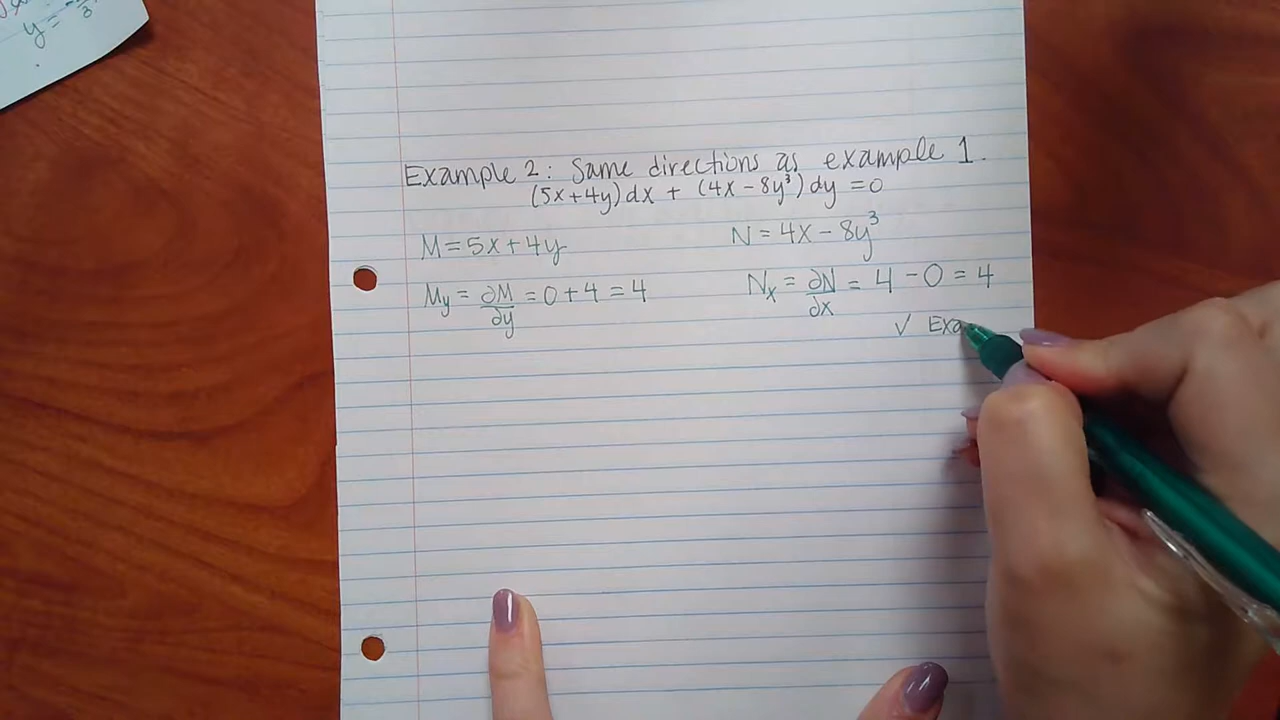 y =
Example 2: Same directions as example 1.
(5x+4y)dx + (4x-8y³)dy = 0
M = 5x + 4y N = 4x - 8y³
My = ∂M/∂y = 0 + 4 = 4 Nx = ∂N/∂x = 4 - 0 = 4
✓ Exa